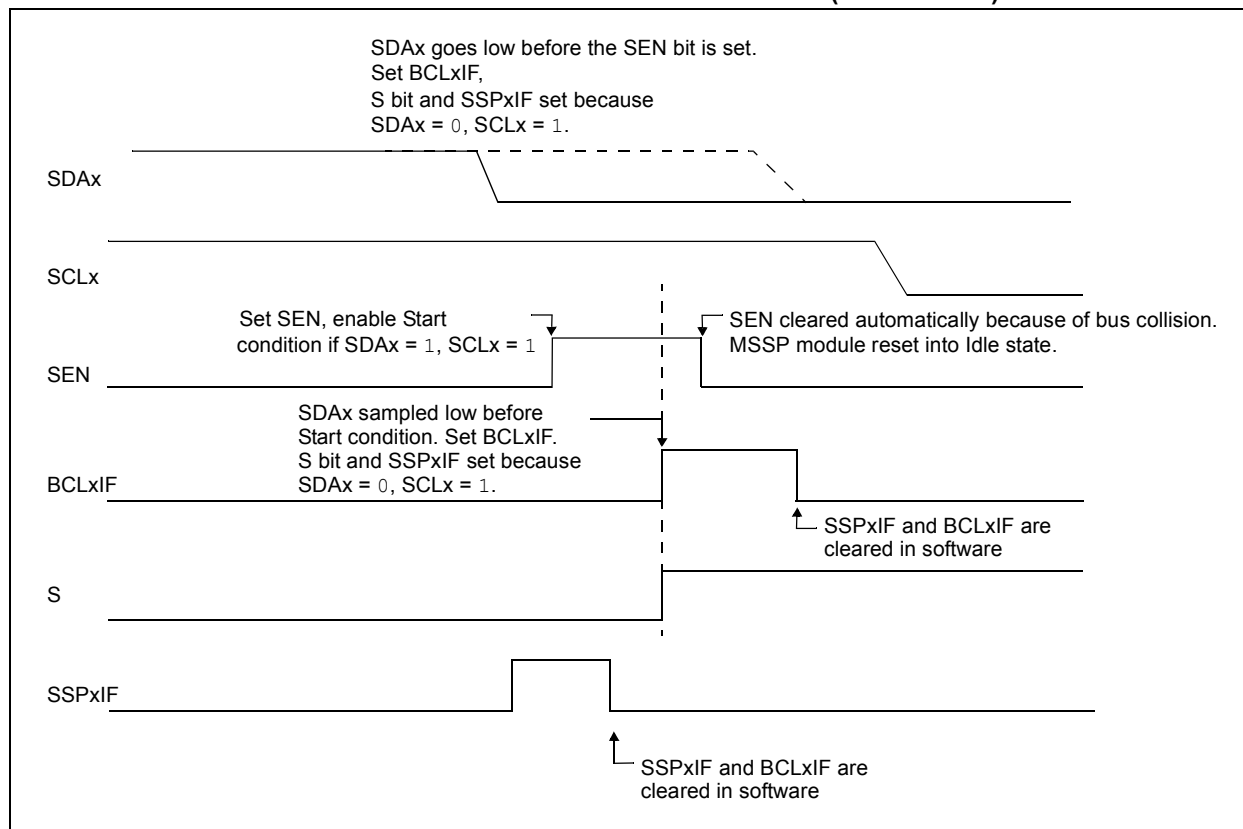 SDAx goes low before the SEN bit is set.
Set BCLxIF,
S bit and SSPxIF set because
SDAx = 0, SCLx = 1.
SDAx
SCLx
Set SEN, enable Start
condition if SDAx = 1, SCLx = 1
SEN cleared automatically because of bus collision.
MSSP module reset into Idle state.
SEN
SDAx sampled low before
Start condition. Set BCLxIF.
S bit and SSPxIF set because
SDAx = 0, SCLx = 1.
BCLxIF
SSPxIF and BCLxIF are
cleared in software
S
SSPxIF
SSPxIF and BCLxIF are
cleared in software